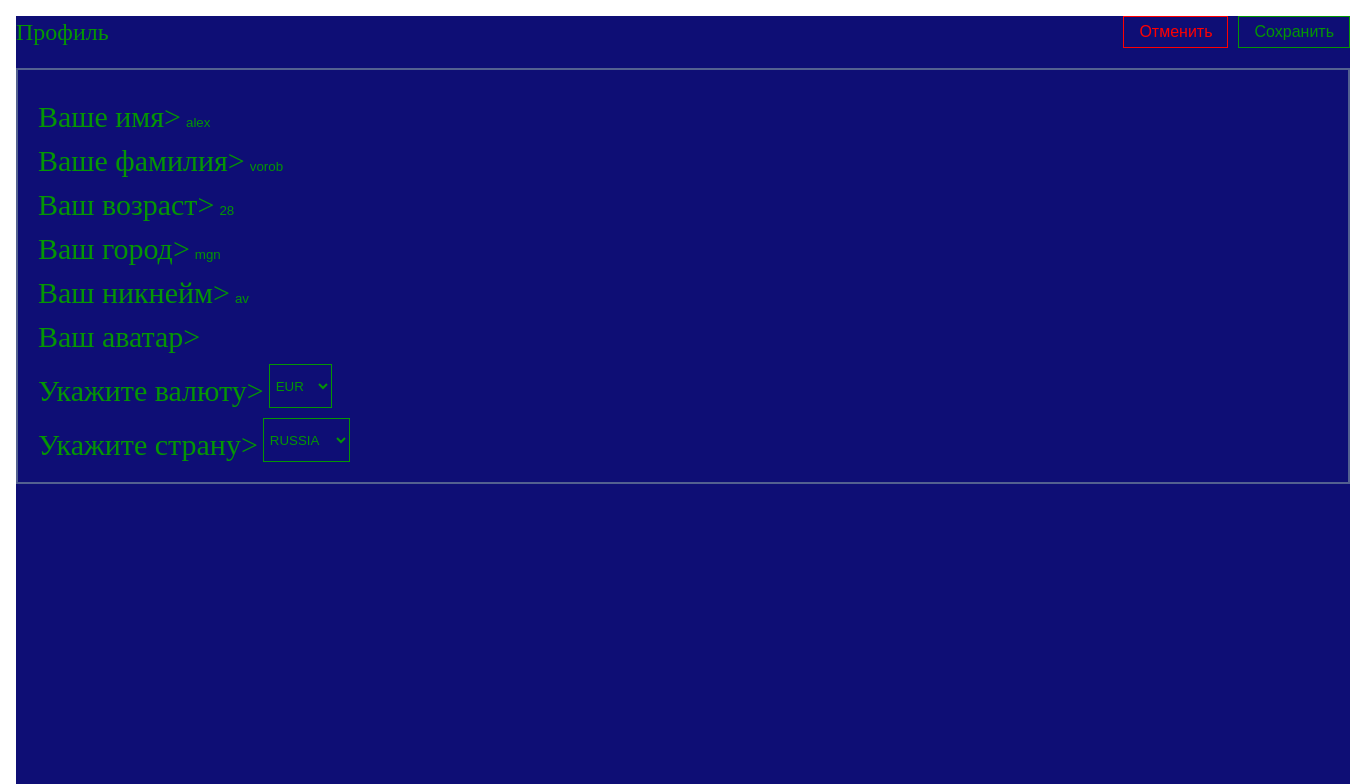 Профиль Отменить Сохранить
Ваше имя> alex
Ваше фамилия> vorob
Ваш возраст> 28
Ваш город> mgn
Ваш никнейм> av
Ваш аватар>
Укажите валюту> EUR
Укажите страну> RUSSIA